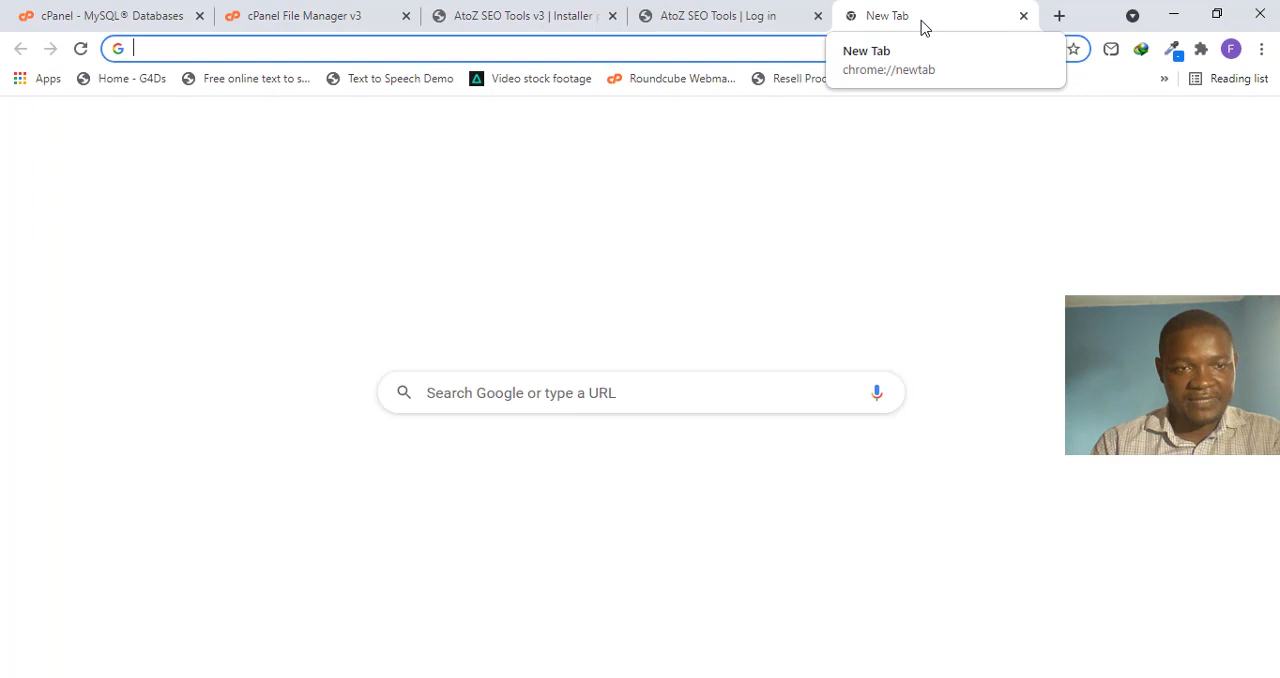 cPanel - MySQL® Databases
cPanel File Manager v3
AtoZ SEO Tools v3 | Installer
AtoZ SEO Tools | Log in
New Tab
New Tab
chrome://newtab
F
Apps
Home - G4Ds
Free online text to s...
Text to Speech Demo
Video stock footage
Roundcube Webma...
Resell Proc
»
Reading list
Search Google or type a URL